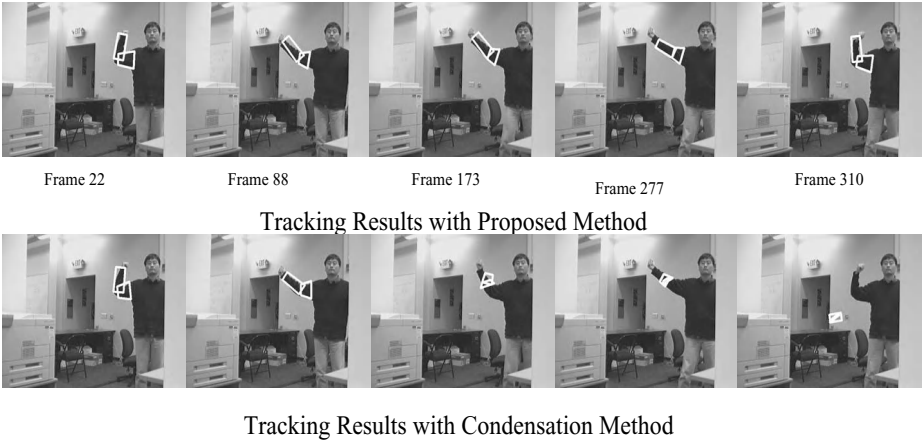 Frame 22
Frame 88
Frame 173
Frame 277
Frame 310
Tracking Results with Proposed Method
Tracking Results with Condensation Method